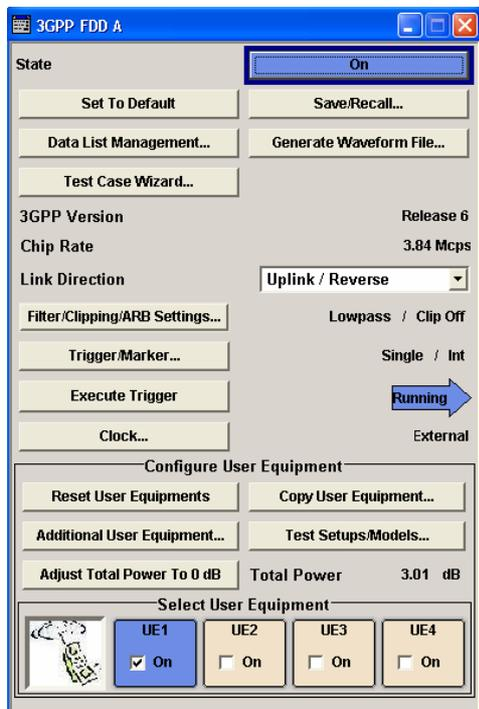 3GPP FDD A
State On
Set To Default Save/Recall...
Data List Management... Generate Waveform File...
Test Case Wizard...
3GPP Version Release 6
Chip Rate 3.84 Mcps
Link Direction Uplink / Reverse
Filter/Clipping/ARB Settings... Lowpass / Clip Off
Trigger/Marker... Single / Int
Execute Trigger Running
Clock... External
Configure User Equipment
Reset User Equipments Copy User Equipment...
Additional User Equipment... Test Setups/Models...
Adjust Total Power To 0 dB Total Power 3.01 dB
Select User Equipment
UE1 UE2 UE3 UE4
On On On On